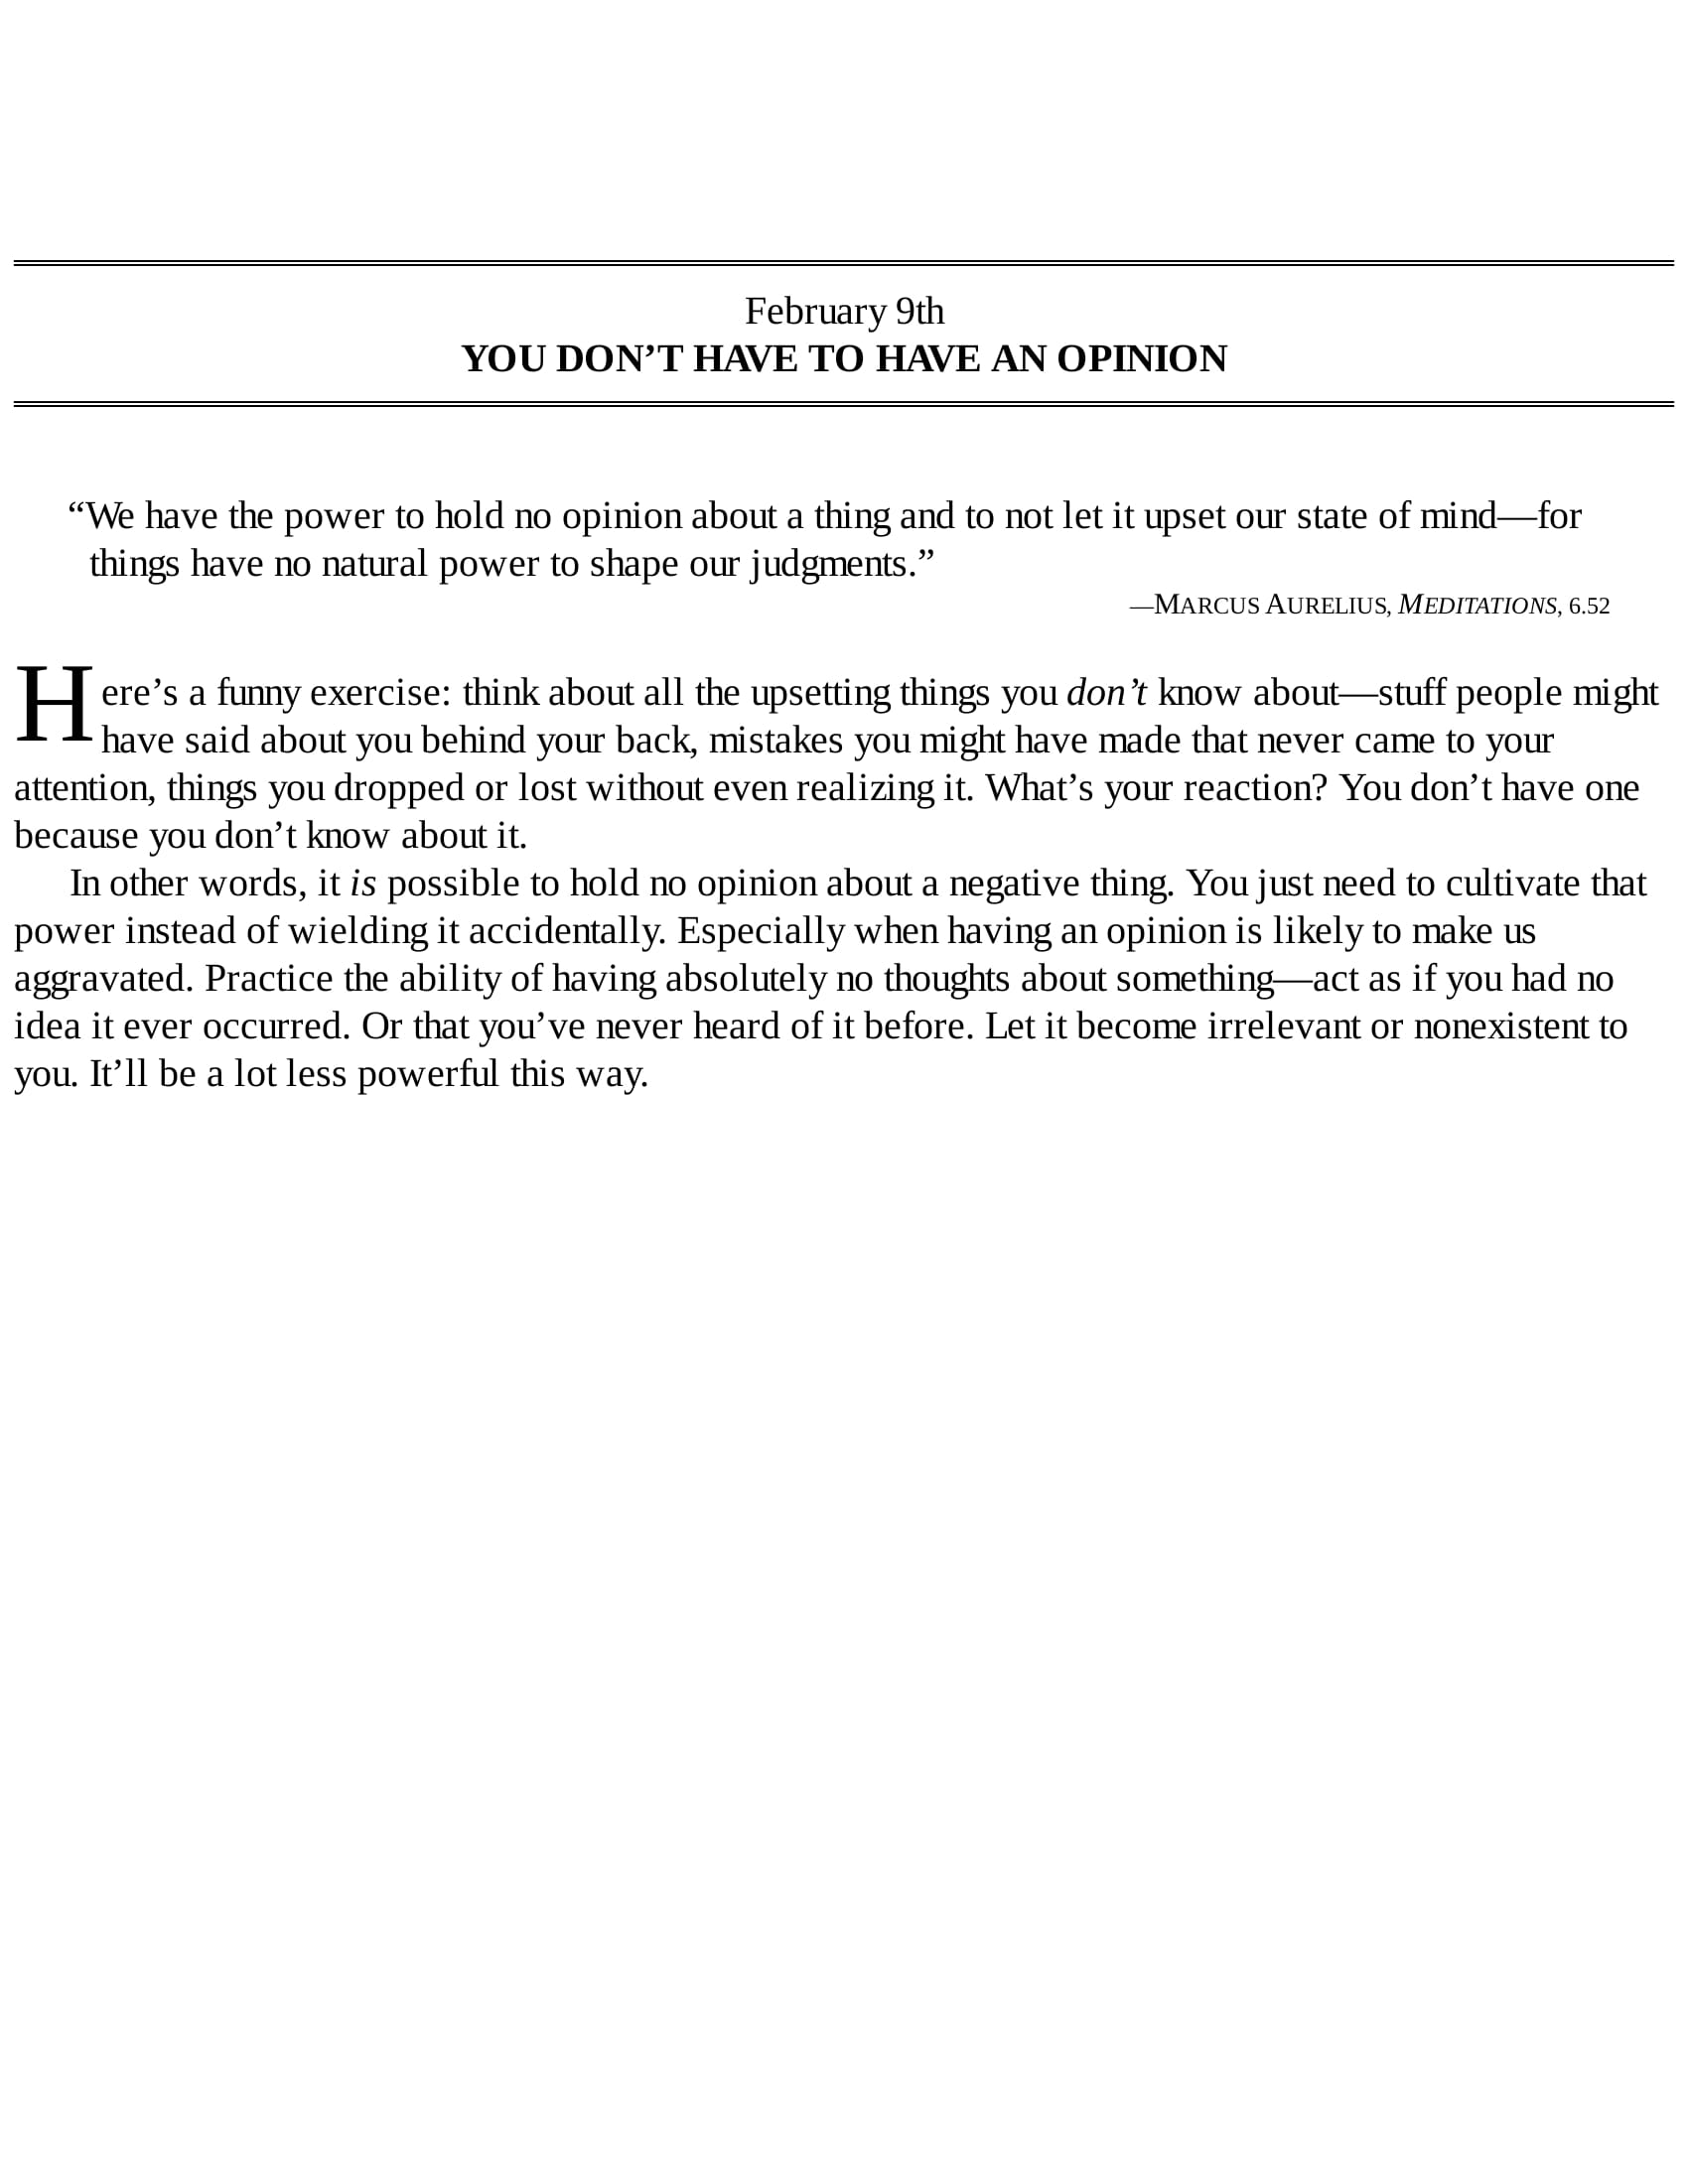 February 9th
YOU DON’T HAVE TO HAVE AN OPINION
“We have the power to hold no opinion about a thing and to not let it upset our state of mind—for
things have no natural power to shape our judgments.”
—MARCUS AURELIUS, MEDITATIONS, 6.52
Here’s a funny exercise: think about all the upsetting things you don’t know about—stuff people might
have said about you behind your back, mistakes you might have made that never came to your
attention, things you dropped or lost without even realizing it. What’s your reaction? You don’t have one
because you don’t know about it.
In other words, it is possible to hold no opinion about a negative thing. You just need to cultivate that
power instead of wielding it accidentally. Especially when having an opinion is likely to make us
aggravated. Practice the ability of having absolutely no thoughts about something—act as if you had no
idea it ever occurred. Or that you’ve never heard of it before. Let it become irrelevant or nonexistent to
you. It’ll be a lot less powerful this way.